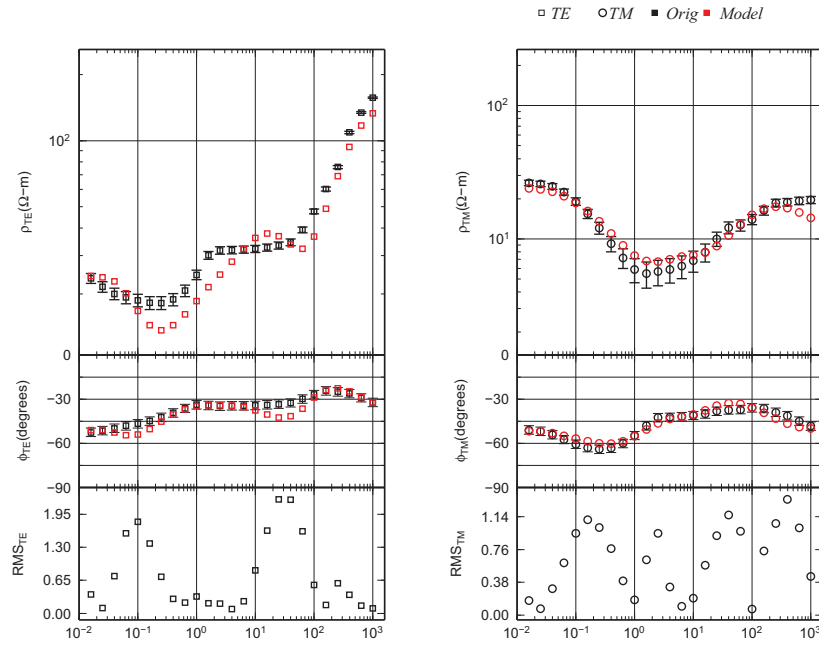 TE TM Orig Model
ρTE(Ω−m)
10²
0
ϕTE(degrees)
−30
−60
−90
RMSTE
1.95
1.30
0.65
0.00
10⁻² 10⁻¹ 10⁰ 10¹ 10² 10³
ρTM(Ω−m)
10²
10¹
0
ϕTM(degrees)
−30
−60
−90
RMSTM
1.14
0.76
0.38
0.00
10⁻² 10⁻¹ 10⁰ 10¹ 10² 10³